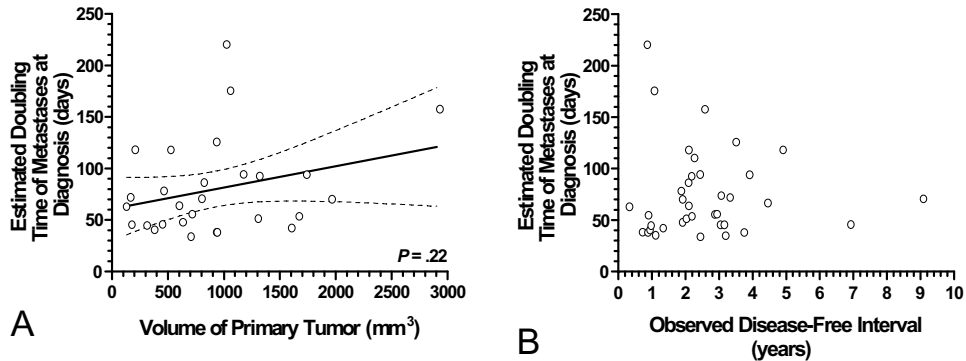 A
Estimated Doubling
Time of Metastases at
Diagnosis (days)
250
200
150
100
50
0
P = .22
0 500 1000 1500 2000 2500 3000
Volume of Primary Tumor (mm³)
B
Estimated Doubling
Time of Metastases at
Diagnosis (days)
250
200
150
100
50
0
0 1 2 3 4 5 6 7 8 9 10
Observed Disease-Free Interval
(years)